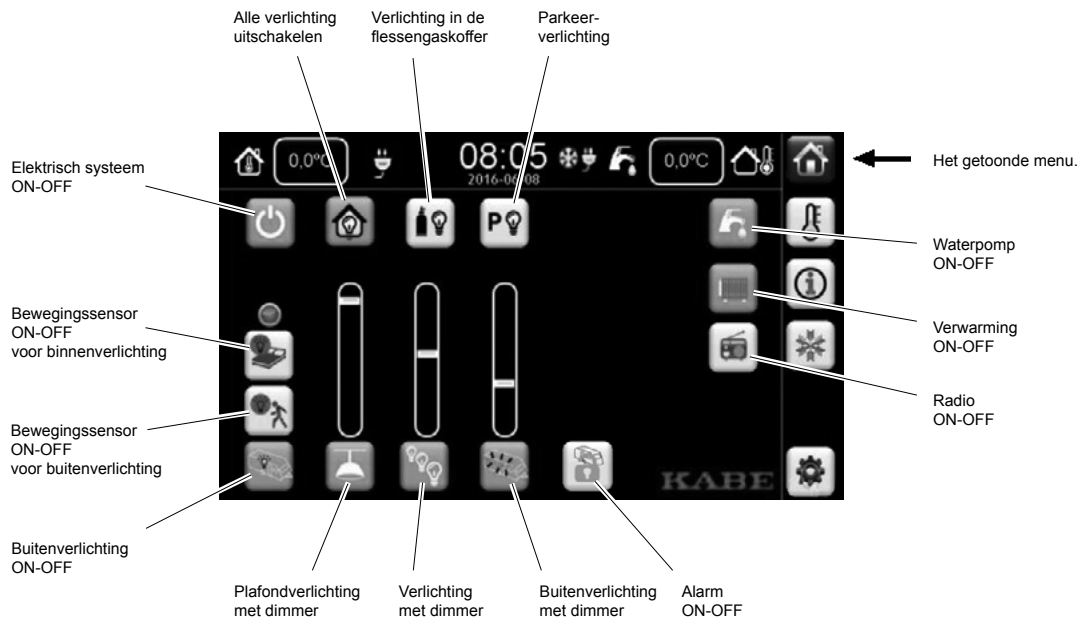 Alle verlichting
uitschakelen
Verlichting in de
flessengaskoffer
Parkeer-
verlichting
Elektrisch systeem
ON-OFF
0,0°C
08:05
2016-06-08
0,0°C
Het getoonde menu.
P
Waterpomp
ON-OFF
Bewegingssensor
ON-OFF
voor binnenverlichting
Verwarming
ON-OFF
Radio
ON-OFF
Bewegingssensor
ON-OFF
voor buitenverlichting
KABE
Buitenverlichting
ON-OFF
Plafondverlichting
met dimmer
Verlichting
met dimmer
Buitenverlichting
met dimmer
Alarm
ON-OFF